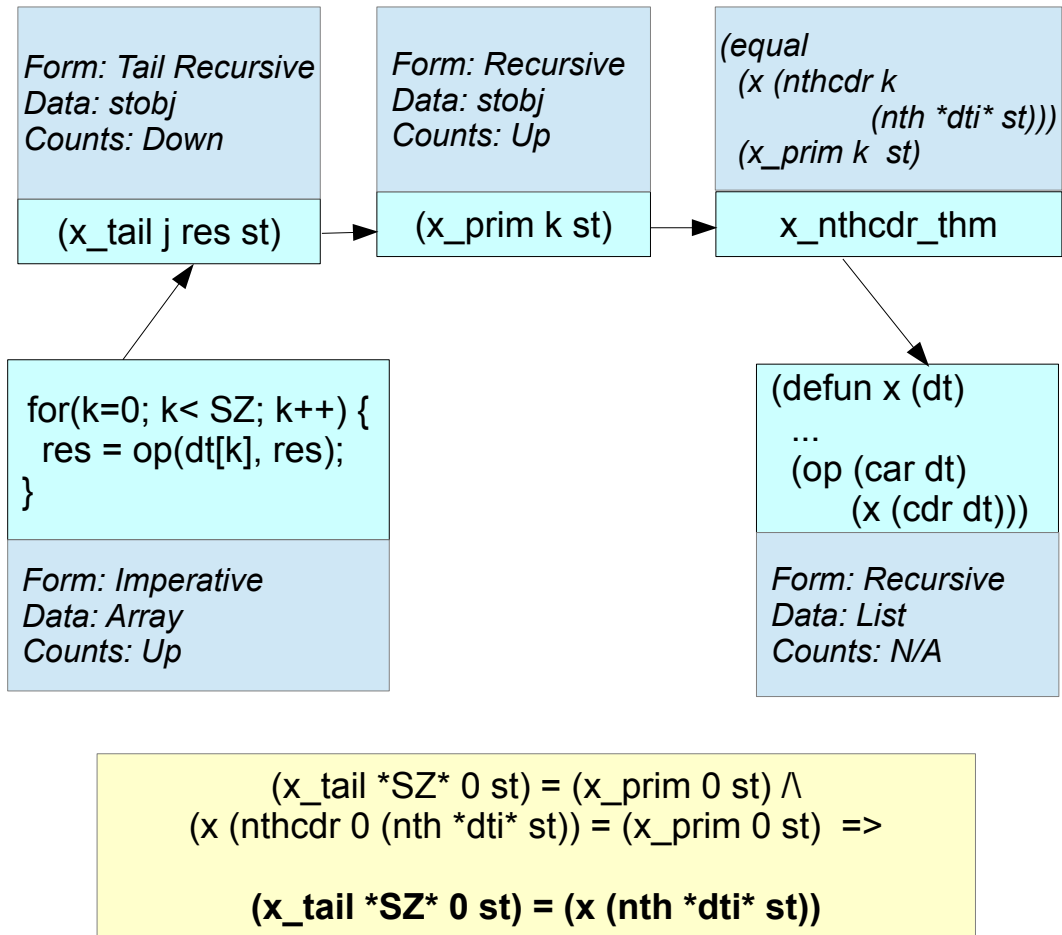 Form: Tail Recursive
Data: stobj
Counts: Down
(x_tail j res st)
Form: Recursive
Data: stobj
Counts: Up
(x_prim k st)
(equal
(x (nthcdr k
(nth *dti* st)))
(x_prim k  st)
x_nthcdr_thm
for(k=0; k< SZ; k++) {
res = op(dt[k], res);
}
Form: Imperative
Data: Array
Counts: Up
(defun x (dt)
...
(op (car dt)
(x (cdr dt)))
Form: Recursive
Data: List
Counts: N/A
(x_tail *SZ* 0 st) = (x_prim 0 st) /\
(x (nthcdr 0 (nth *dti* st)) = (x_prim 0 st)  =>
(x_tail *SZ* 0 st) = (x (nth *dti* st))